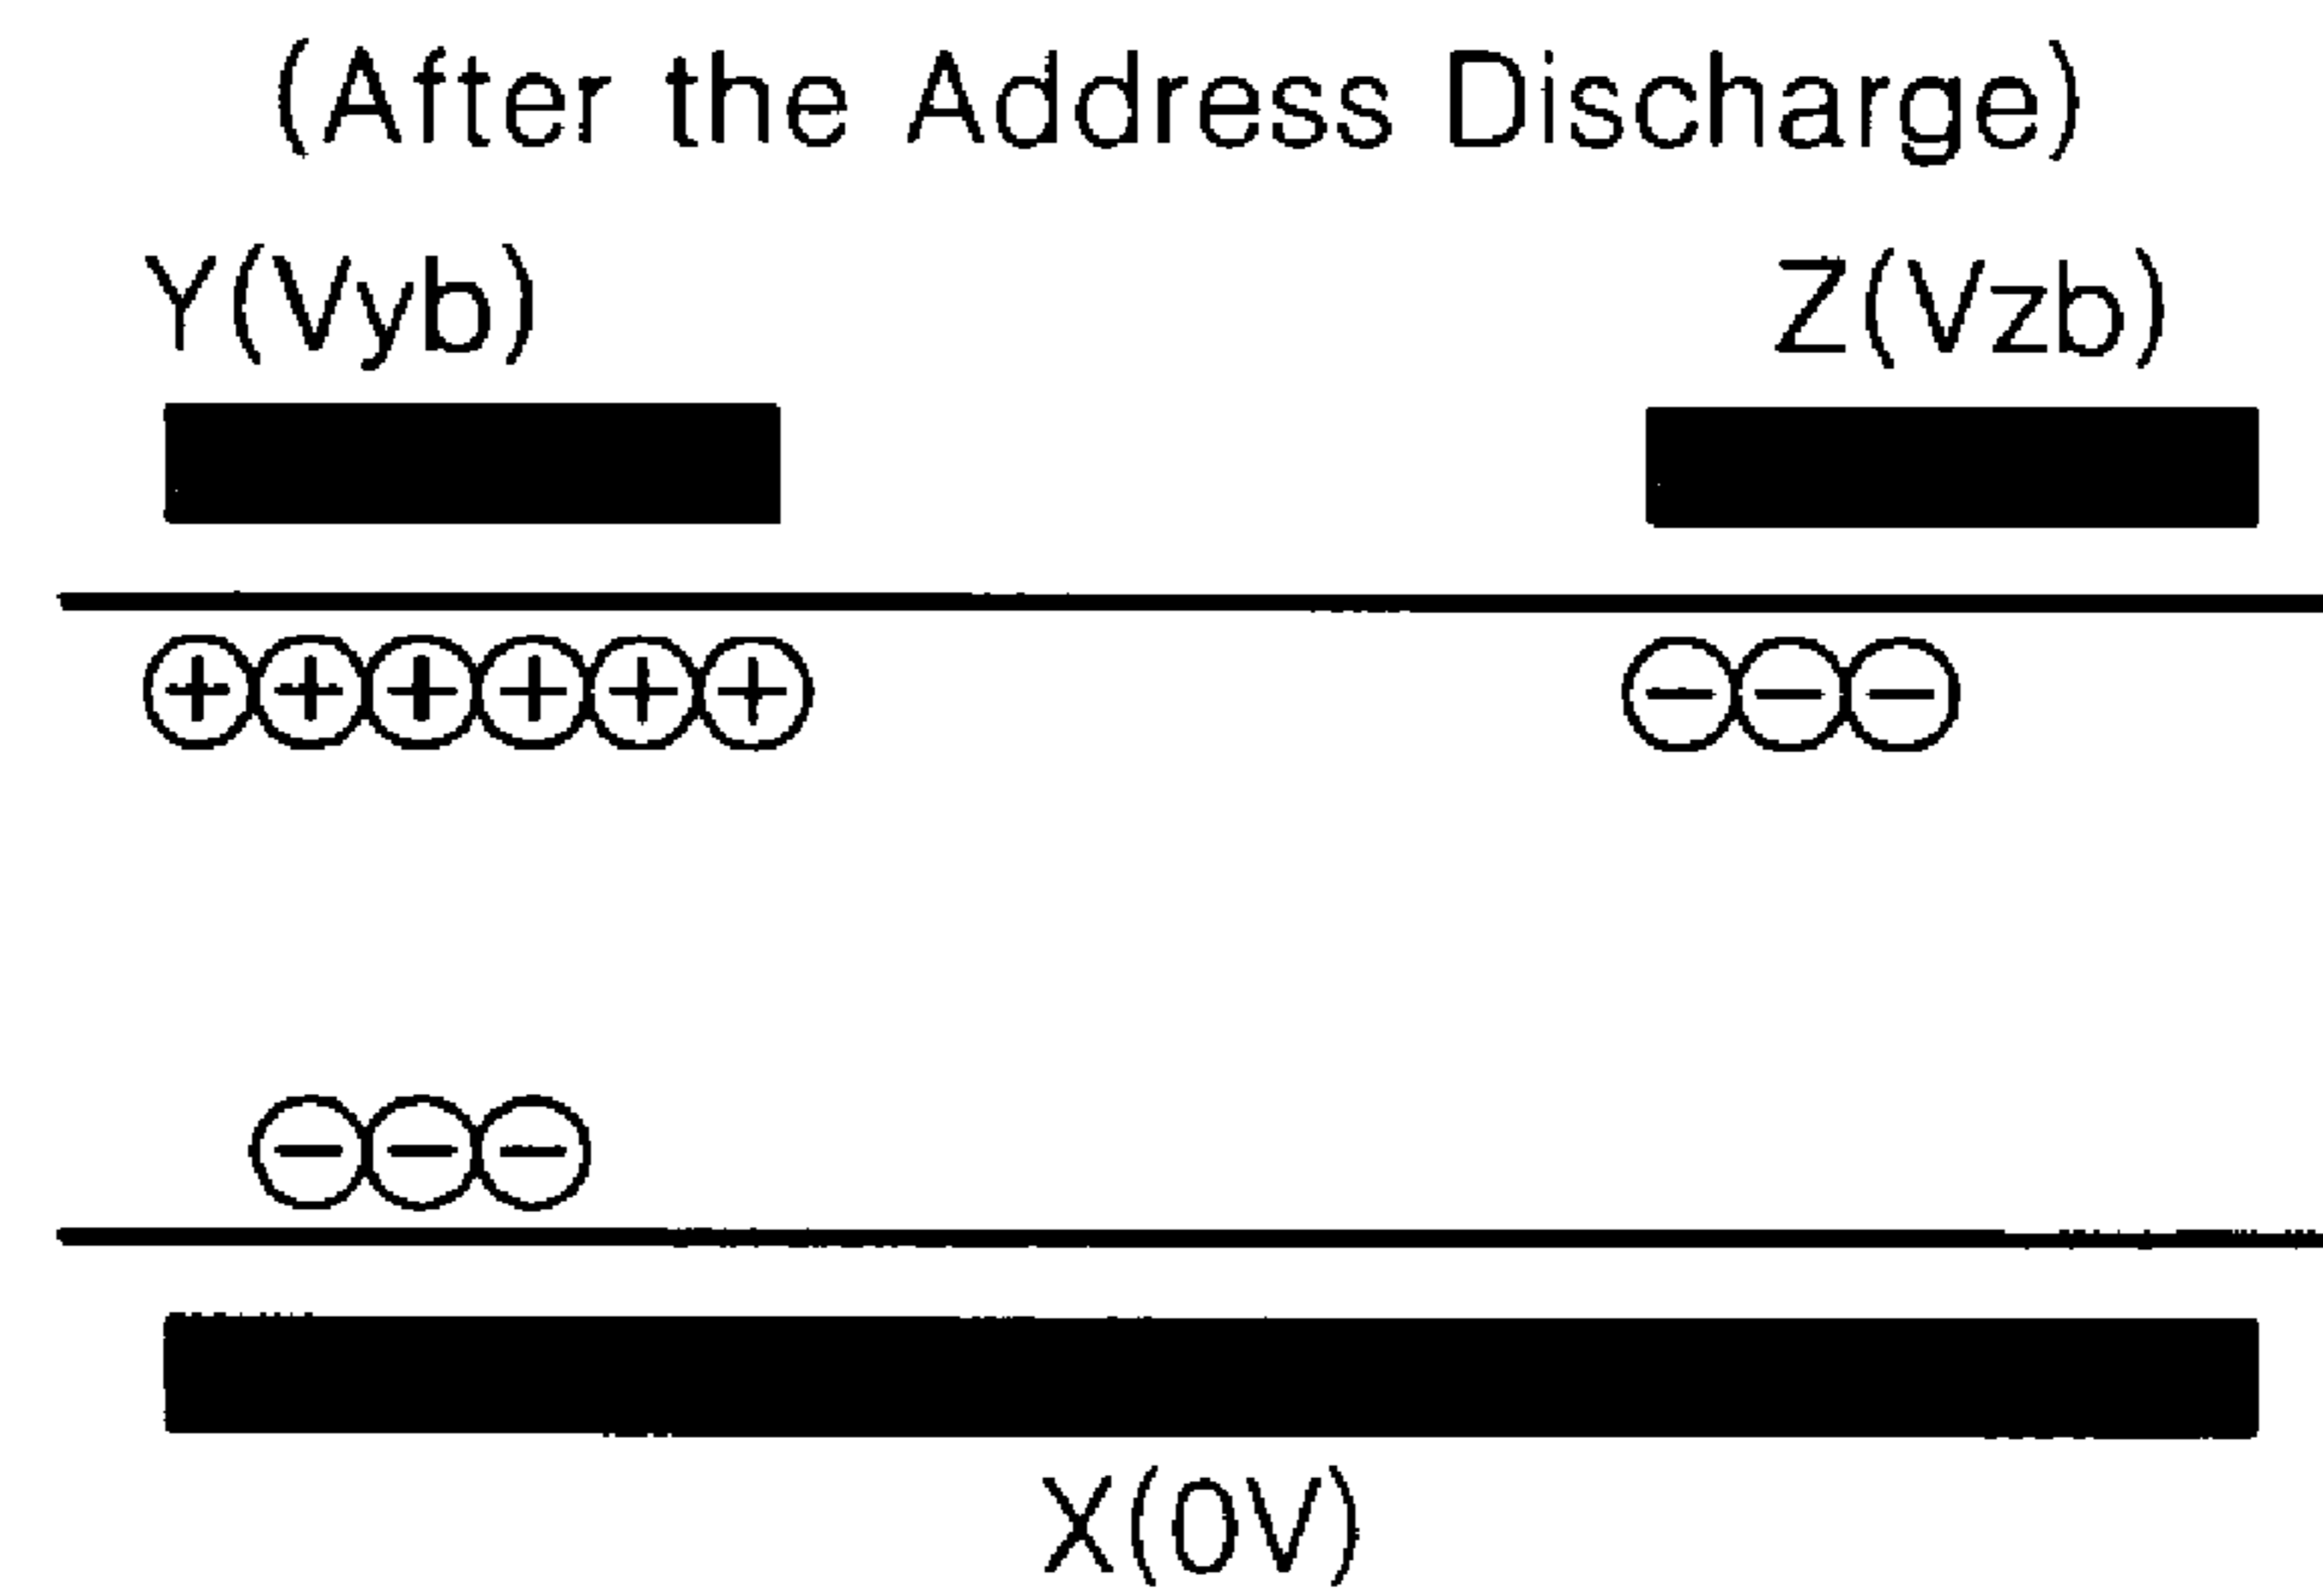 (After the Address Discharge)
Y(Vyb) Z(Vzb)
X(0V)